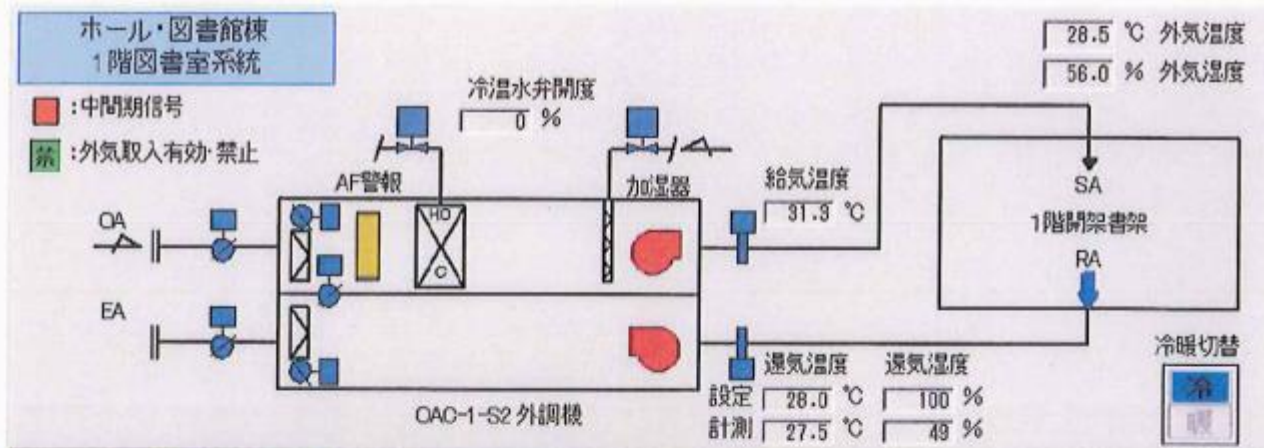 ホール・図書館棟
1階図書室系統
28.5 ℃ 外気温度
56.0 % 外気湿度
:中間期信号
禁 :外気取入有効・禁止
冷温水弁開度
0 %
AF警報
加湿器
給気温度
31.3 ℃
OA
HO
C
SA
1階開架書架
RA
EA
冷暖切替
冷
暖
還気温度 還気湿度
設定 28.0 ℃ 100 %
計測 27.5 ℃ 49 %
OAC-1-S2 外調機